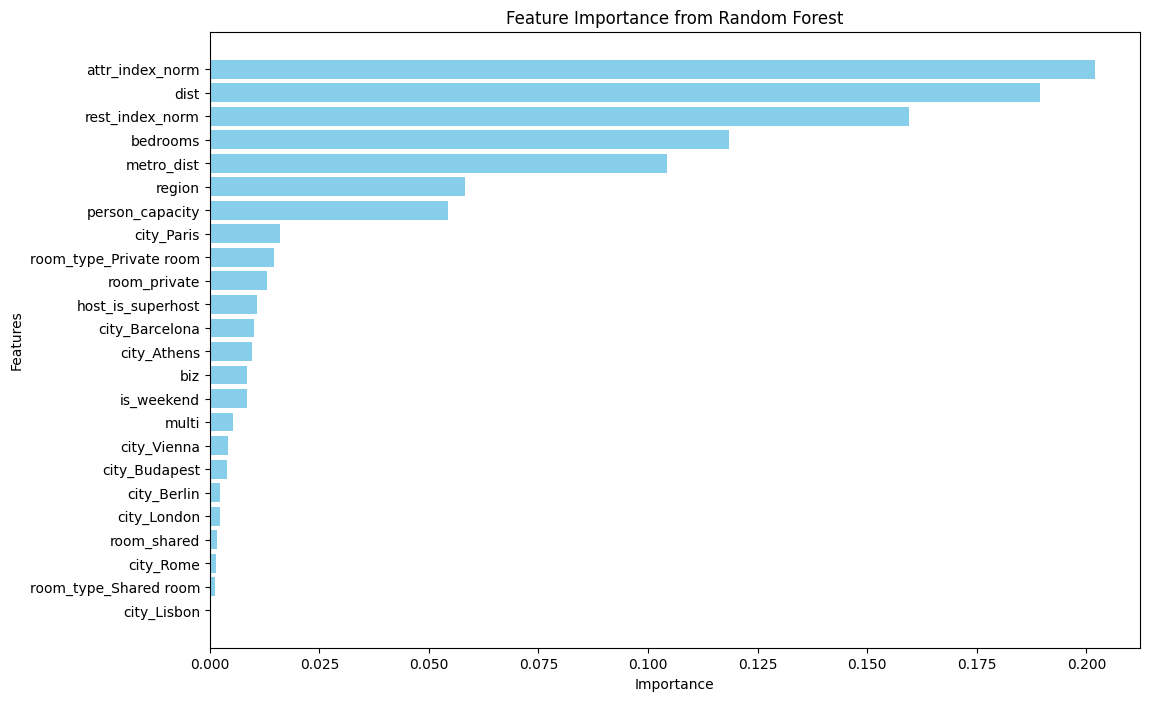 Feature Importance from Random Forest
Features
attr_index_norm
dist
rest_index_norm
bedrooms
metro_dist
region
person_capacity
city_Paris
room_type_Private room
room_private
host_is_superhost
city_Barcelona
city_Athens
biz
is_weekend
multi
city_Vienna
city_Budapest
city_Berlin
city_London
room_shared
city_Rome
room_type_Shared room
city_Lisbon
0.000 0.025 0.050 0.075 0.100 0.125 0.150 0.175 0.200
Importance